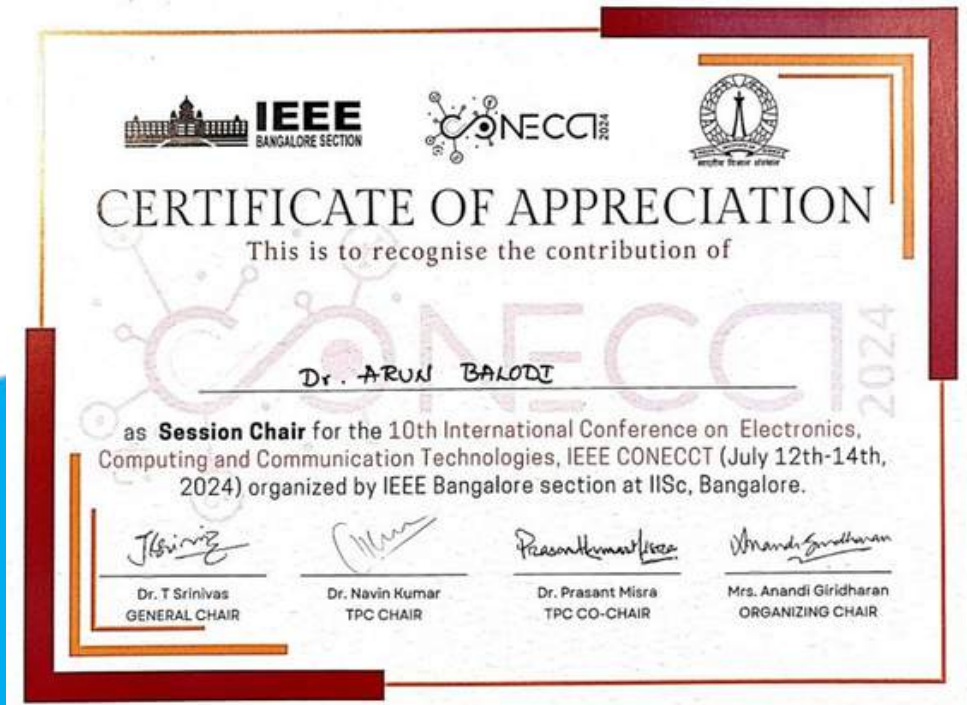 IEEE
BANGALORE SECTION
CONECCT 2024
भारतीय विज्ञान संस्थान
CERTIFICATE OF APPRECIATION
This is to recognise the contribution of
CONECCT 2024
Dr. ARUN BALODI
as Session Chair for the 10th International Conference on Electronics,
Computing and Communication Technologies, IEEE CONECCT (July 12th-14th,
2024) organized by IEEE Bangalore section at IISc, Bangalore.
Dr. T Srinivas
GENERAL CHAIR
Dr. Navin Kumar
TPC CHAIR
Dr. Prasant Misra
TPC CO-CHAIR
Mrs. Anandi Giridharan
ORGANIZING CHAIR